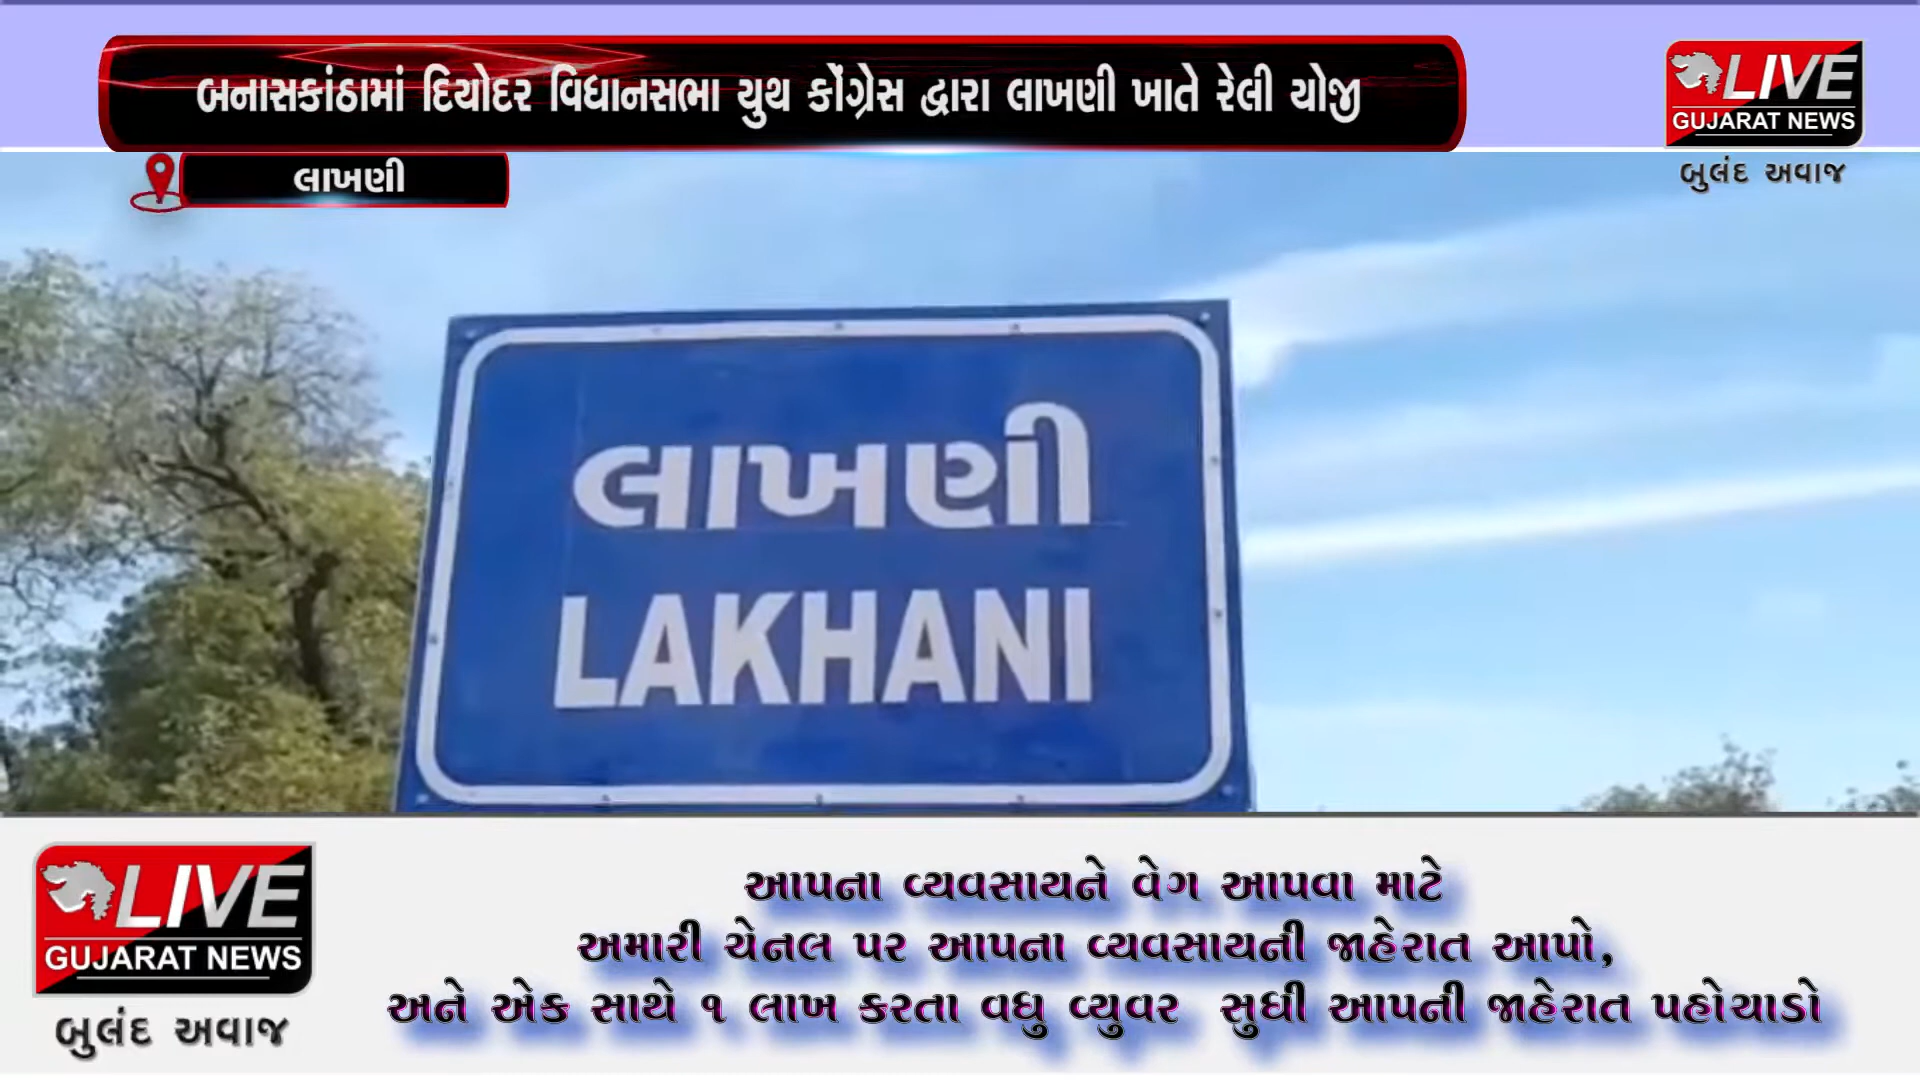 બનાસકાંઠામાં દિયોદર વિધાનસભા યુથ કોંગ્રેસ દ્વારા લાખણી ખાતે રેલી યોજી
LIVE
GUJARAT NEWS
બુલંદ અવાજ
લાખણી
લાખણી
LAKHANI
LIVE
GUJARAT NEWS
બુલંદ અવાજ
આપના વ્યવસાયને વેગ આપવા માટે
અમારી ચેનલ પર આપના વ્યવસાયની જાહેરાત આપો,
અને એક સાથે ૧ લાખ કરતા વધુ વ્યુવર સુધી આપની જાહેરાત પહોચાડો